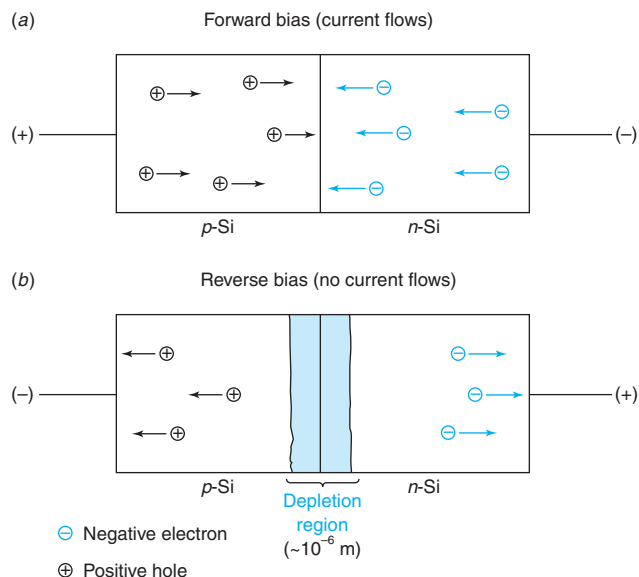 (a) Forward bias (current flows)
(+) (−)
p-Si n-Si
(b) Reverse bias (no current flows)
(−) (+)
p-Si n-Si
Depletion
region
(~10⁻⁶ m)
⊖ Negative electron
⊕ Positive hole